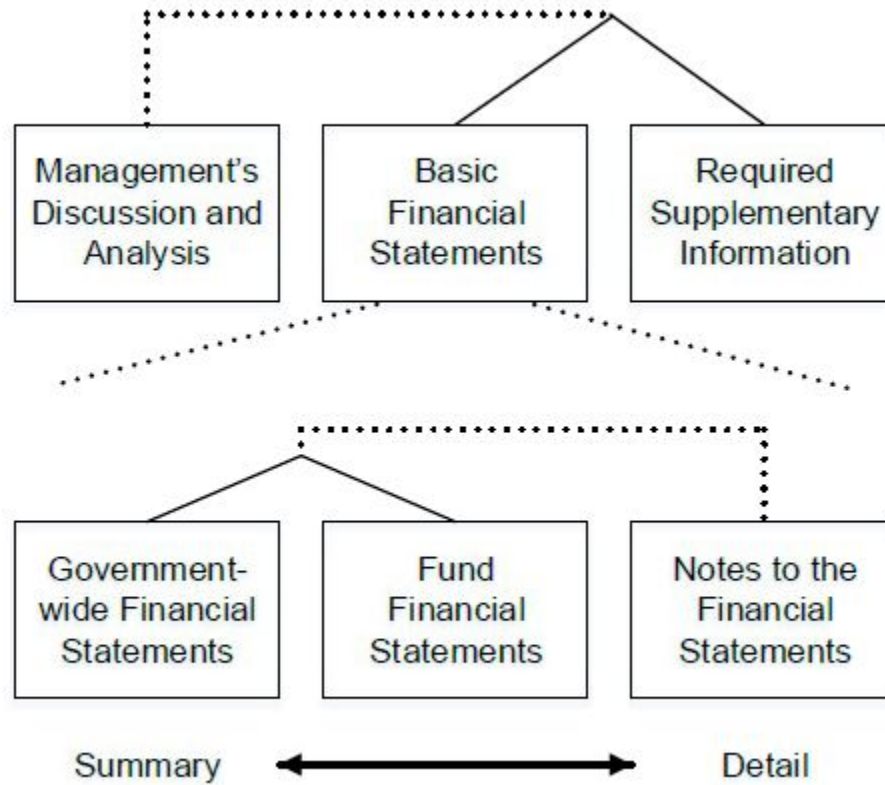 Management's
Discussion and
Analysis
Basic
Financial
Statements
Required
Supplementary
Information
Government-
wide Financial
Statements
Fund
Financial
Statements
Notes to the
Financial
Statements
Summary
Detail